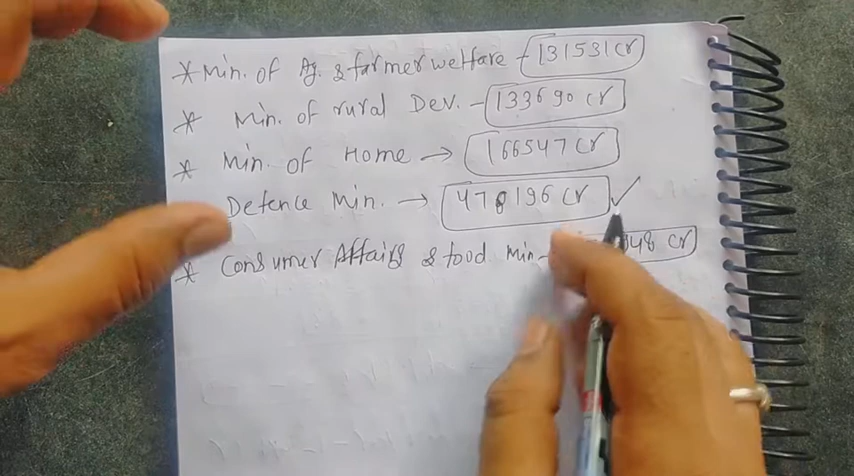 * Min. of Ag. & farmer welfare - 131531 cr
* Min. of rural Dev. - 133690 cr
* Min. of Home → 166547 cr
Defence Min. → 478196 cr ✓
* Consumer Affairs & food min - cr